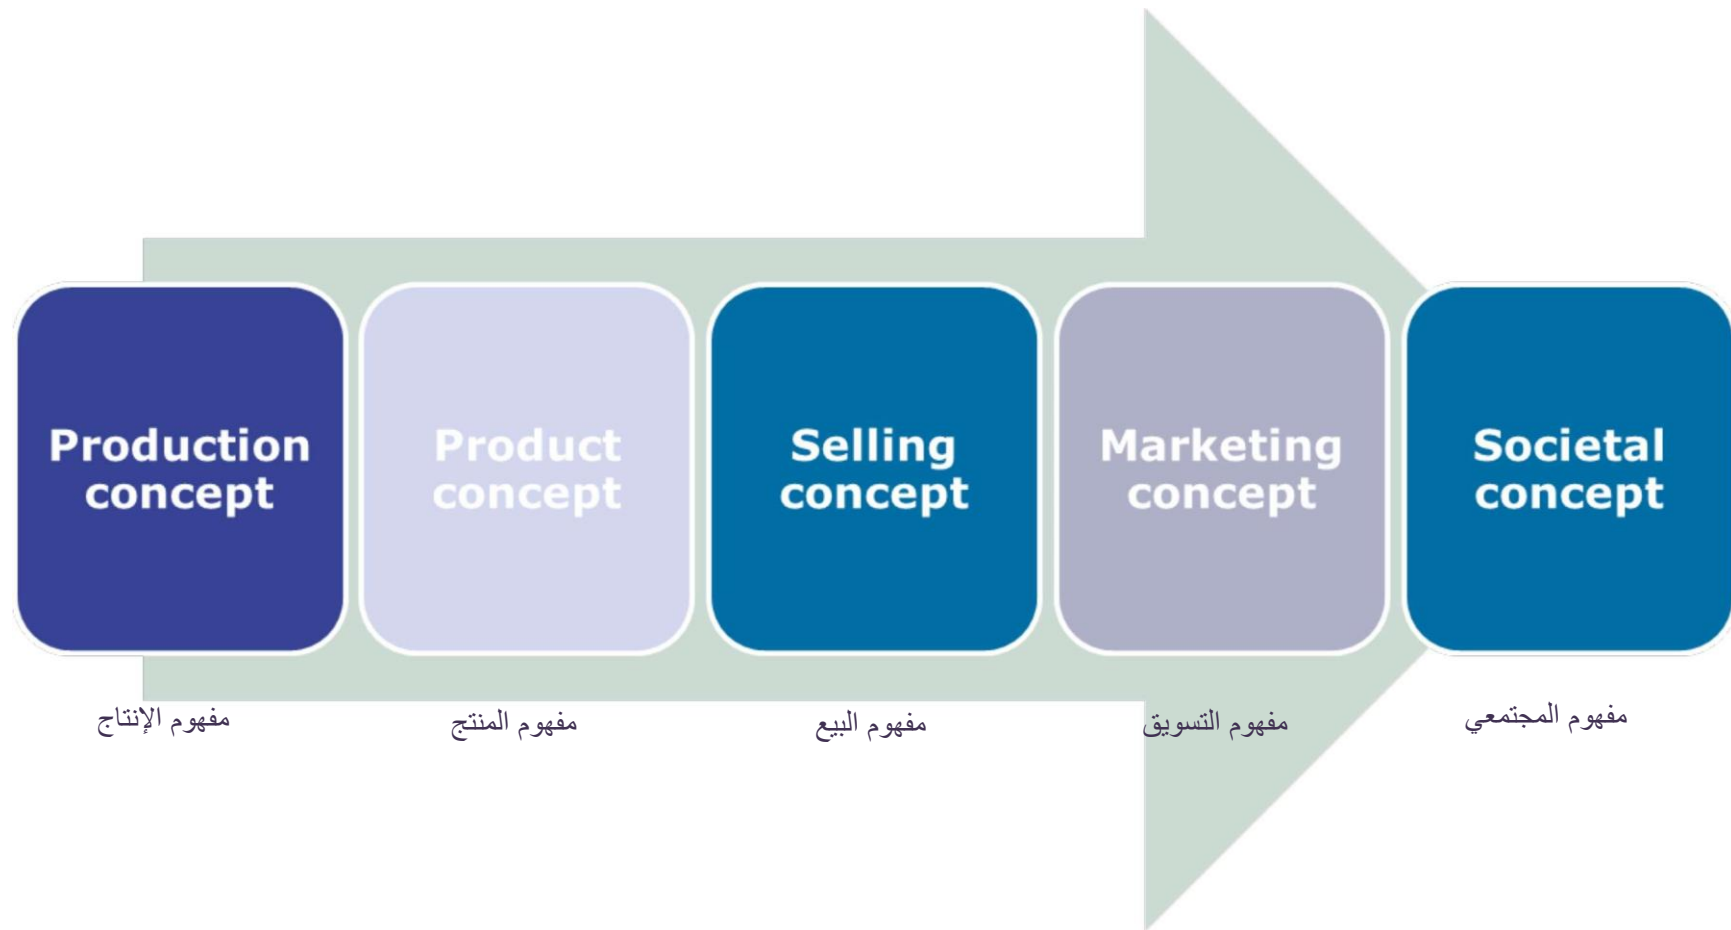 Production
concept
Product
concept
Selling
concept
Marketing
concept
Societal
concept
مفهوم الإنتاج
مفهوم المنتج
مفهوم البيع
مفهوم التسويق
مفهوم المجتمعي